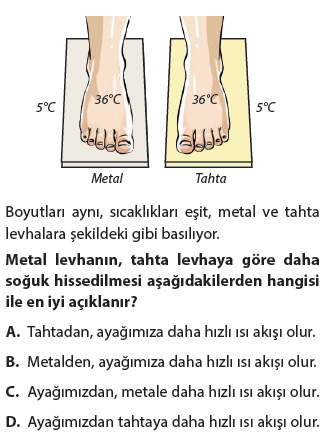 5°C 36°C 36°C 5°C
Metal Tahta
Boyutları aynı, sıcaklıkları eşit, metal ve tahta
levhalara şekildeki gibi basılıyor.
Metal levhanın, tahta levhaya göre daha
soğuk hissedilmesi aşağıdakilerden hangisi
ile en iyi açıklanır?
A. Tahtadan, ayağımıza daha hızlı ısı akışı olur.
B. Metalden, ayağımıza daha hızlı ısı akışı olur.
C. Ayağımızdan, metale daha hızlı ısı akışı olur.
D. Ayağımızdan tahtaya daha hızlı ısı akışı olur.